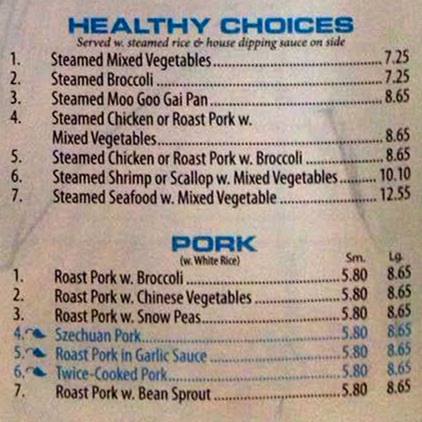 HEALTHY CHOICES
Served w. steamed rice & house dipping sauce on side
1. Steamed Mixed Vegetables 7.25
2. Steamed Broccoli 7.25
3. Steamed Moo Goo Gai Pan 8.65
4. Steamed Chicken or Roast Pork w.
Mixed Vegetables 8.65
5. Steamed Chicken or Roast Pork w. Broccoli 8.65
6. Steamed Shrimp or Scallop w. Mixed Vegetables 10.10
7. Steamed Seafood w. Mixed Vegetable 12.55
PORK
(w. White Rice) Sm. Lg.
1. Roast Pork w. Broccoli 5.80 8.65
2. Roast Pork w. Chinese Vegetables 5.80 8.65
3. Roast Pork w. Snow Peas 5.80 8.65
4. Szechuan Pork 5.80 8.65
5. Roast Pork in Garlic Sauce 5.80 8.65
6. Twice-Cooked Pork 5.80 8.65
7. Roast Pork w. Bean Sprout 5.80 8.65